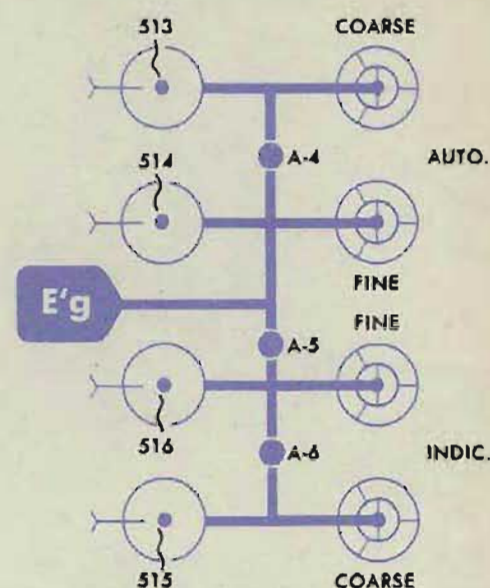 513 COARSE
A-4
AUTO.
514
FINE
E'g
FINE
A-5
516
A-6
INDIC.
515 COARSE